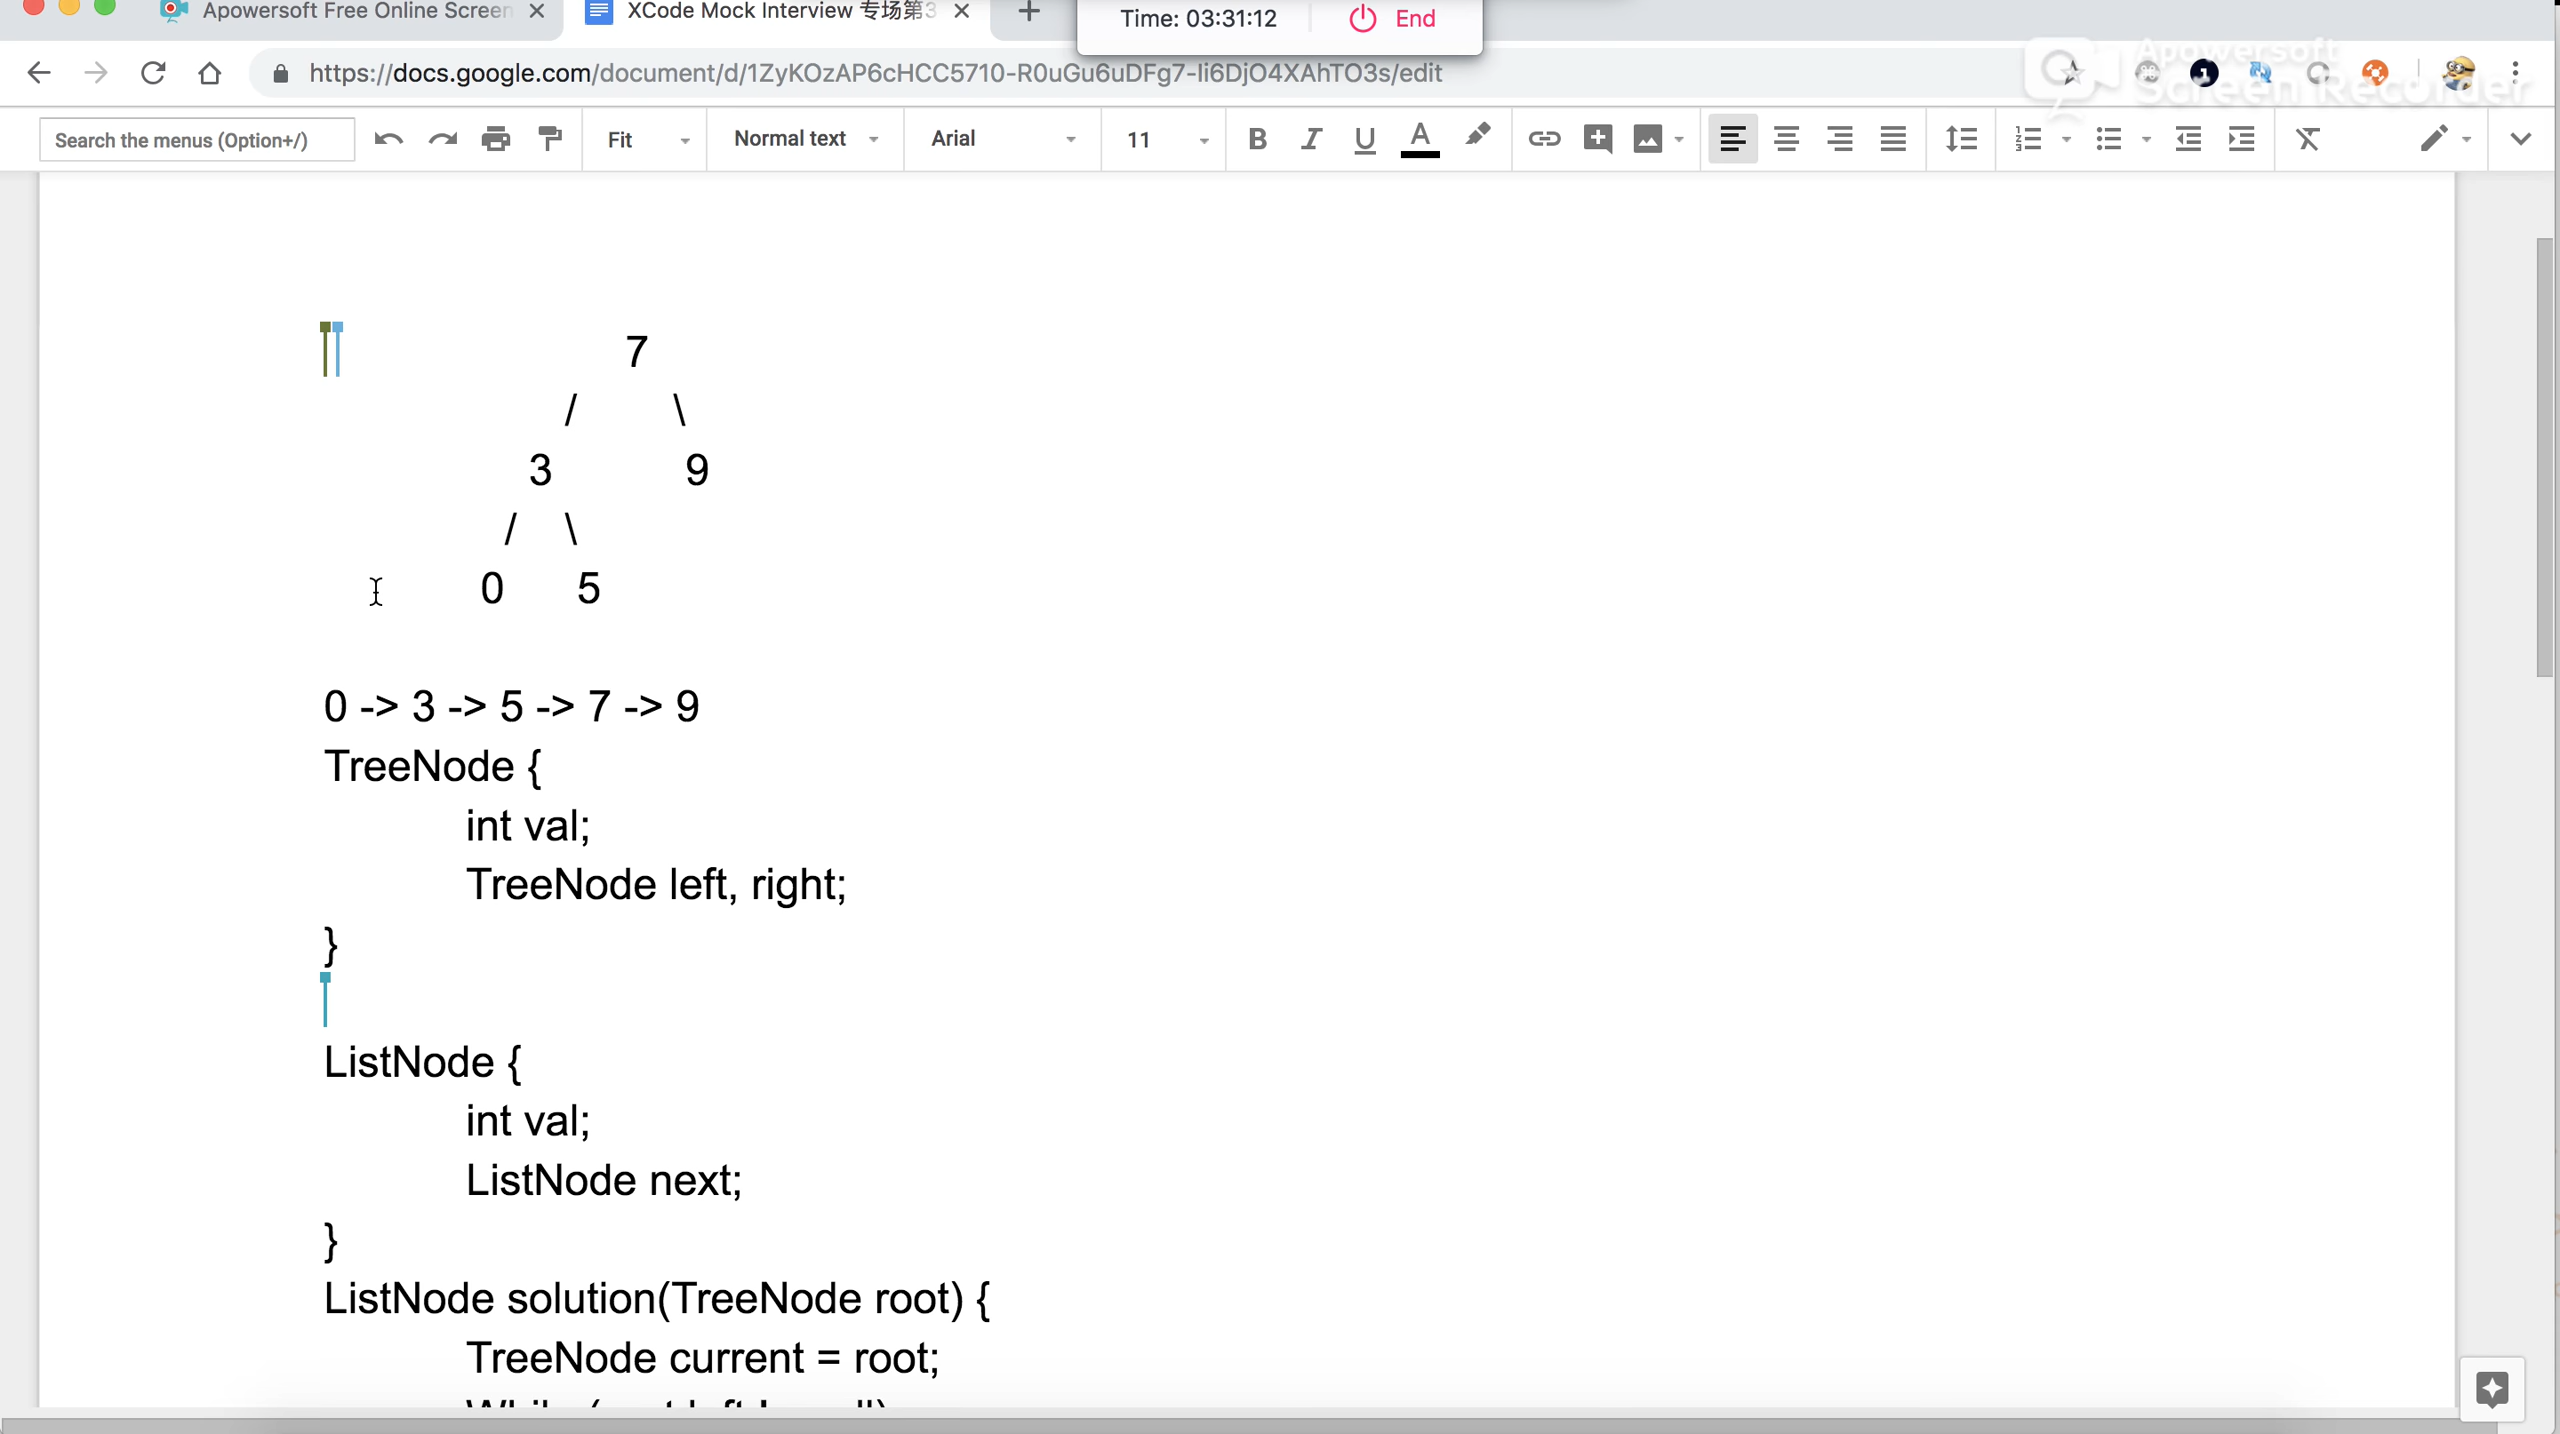 Apowersoft Free Online Screen
XCode Mock Interview 专场第3
Time: 03:31:12
End
https://docs.google.com/document/d/1ZyKOzAP6cHCC5710-R0uGu6uDFg7-li6DjO4XAhTO3s/edit
Apowersoft
Screen Recorder
Search the menus (Option+/)
Fit
Normal text
Arial
11
7
/ \
3 9
/ \
0 5
0 -> 3 -> 5 -> 7 -> 9
TreeNode {
int val;
TreeNode left, right;
}
ListNode {
int val;
ListNode next;
}
ListNode solution(TreeNode root) {
TreeNode current = root;